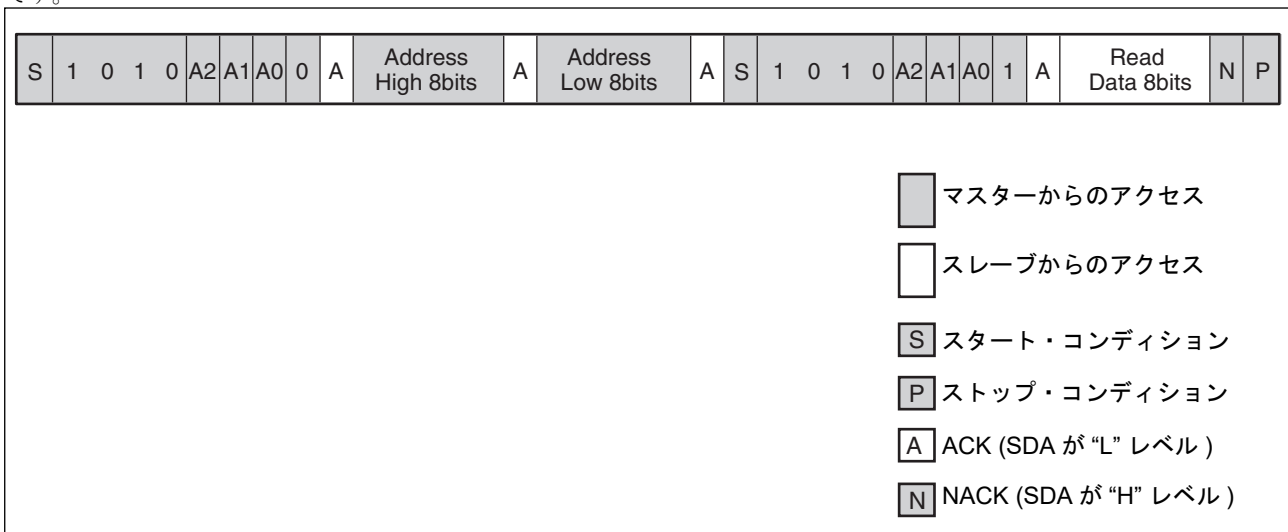 です。
S 1 0 1 0 A2 A1 A0 0 A Address High 8bits A Address Low 8bits A S 1 0 1 0 A2 A1 A0 1 A Read Data 8bits N P
マスターからのアクセス
スレーブからのアクセス
S スタート・コンディション
P ストップ・コンディション
A ACK (SDA が “L” レベル )
N NACK (SDA が “H” レベル )